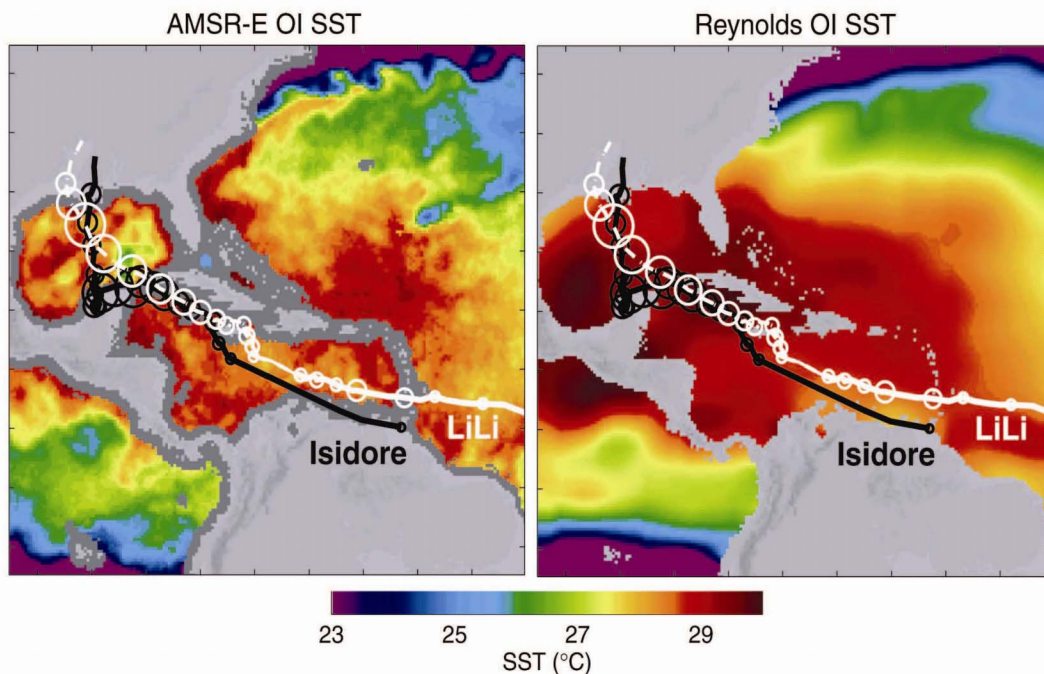 AMSR-E OI SST
Reynolds OI SST
LiLi
Isidore
LiLi
Isidore
23 25 27 29
SST (°C)